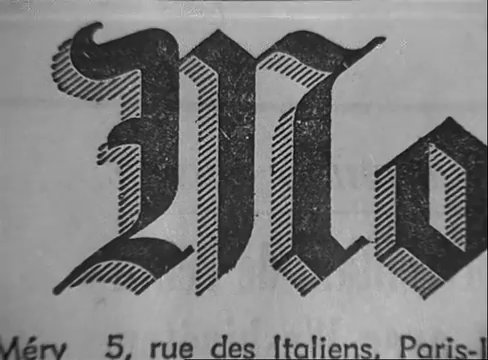 Mo
Méry 5, rue des Italiens, Paris-